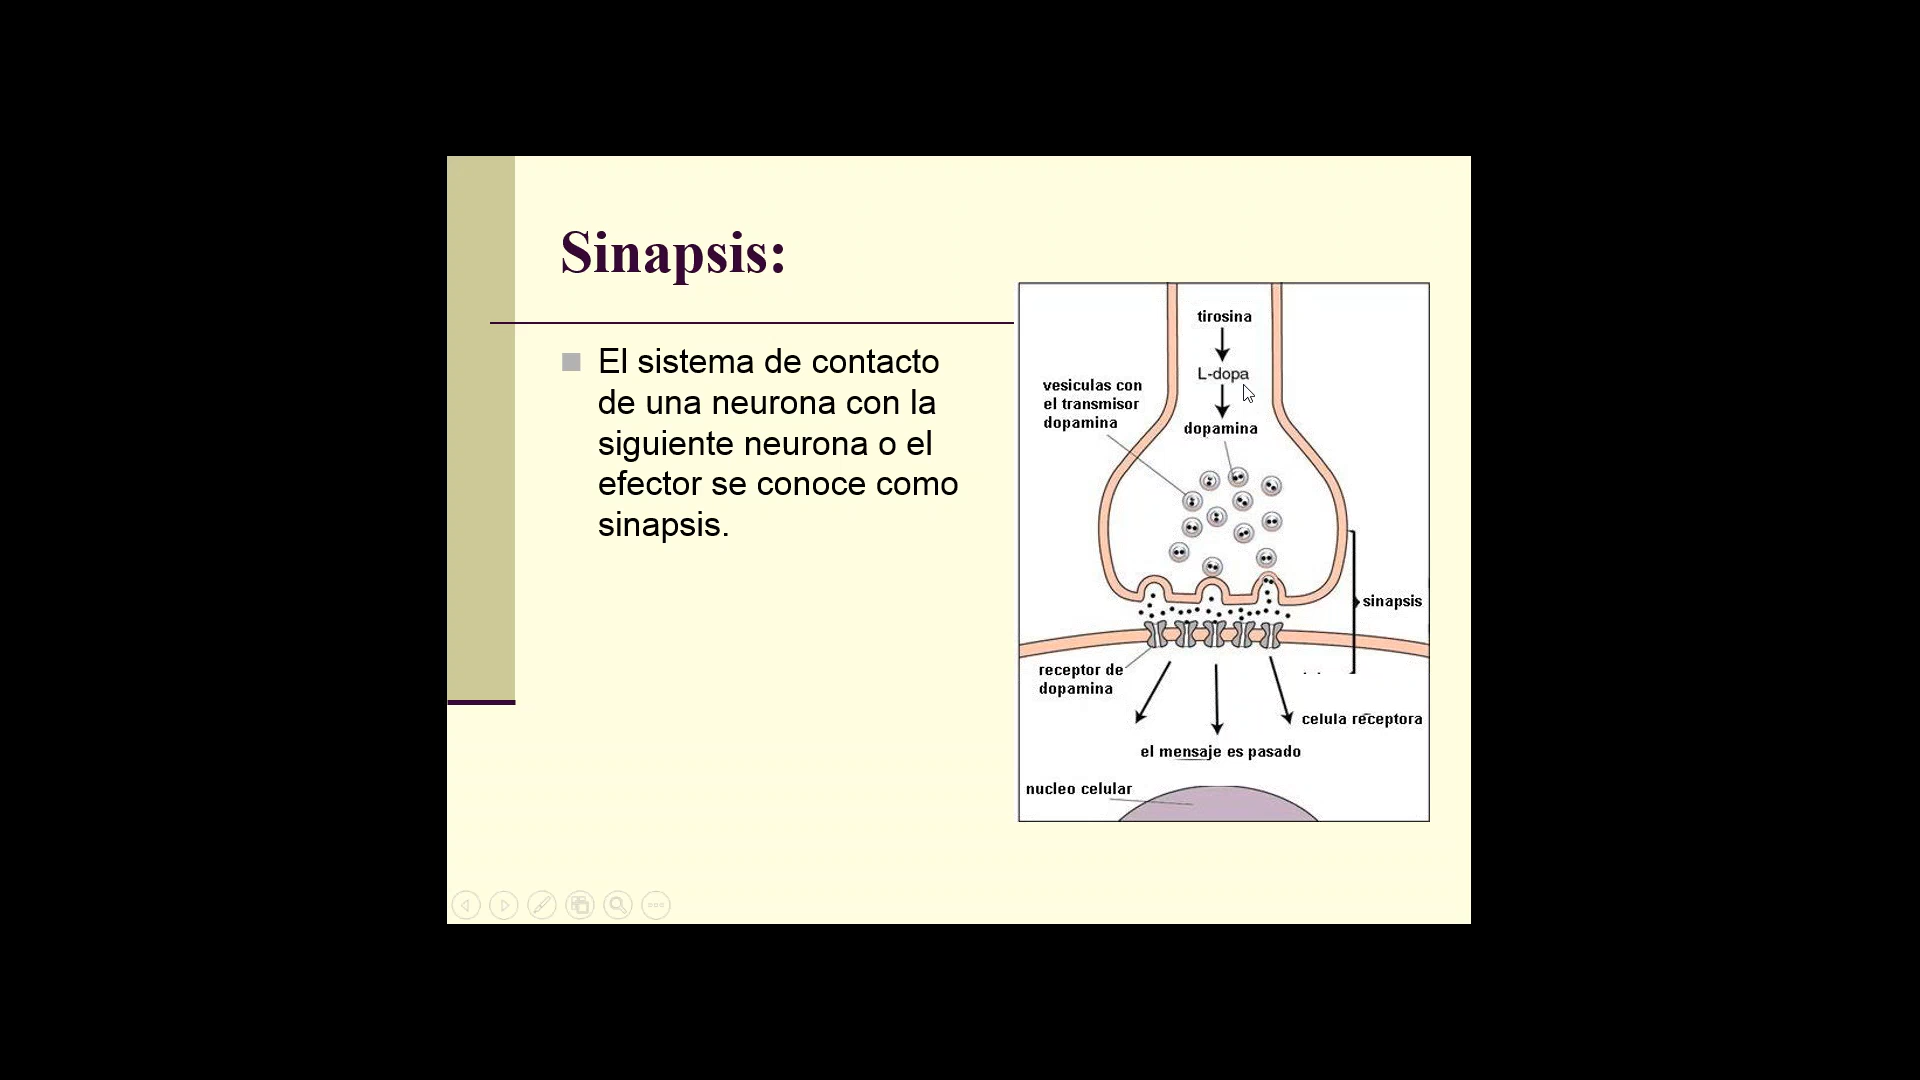 Sinapsis:
El sistema de contacto
de una neurona con la
siguiente neurona o el
efector se conoce como
sinapsis.
tirosina
L-dopa
dopamina
vesiculas con
el transmisor
dopamina
sinapsis
receptor de
dopamina
celula receptora
el mensaje es pasado
nucleo celular